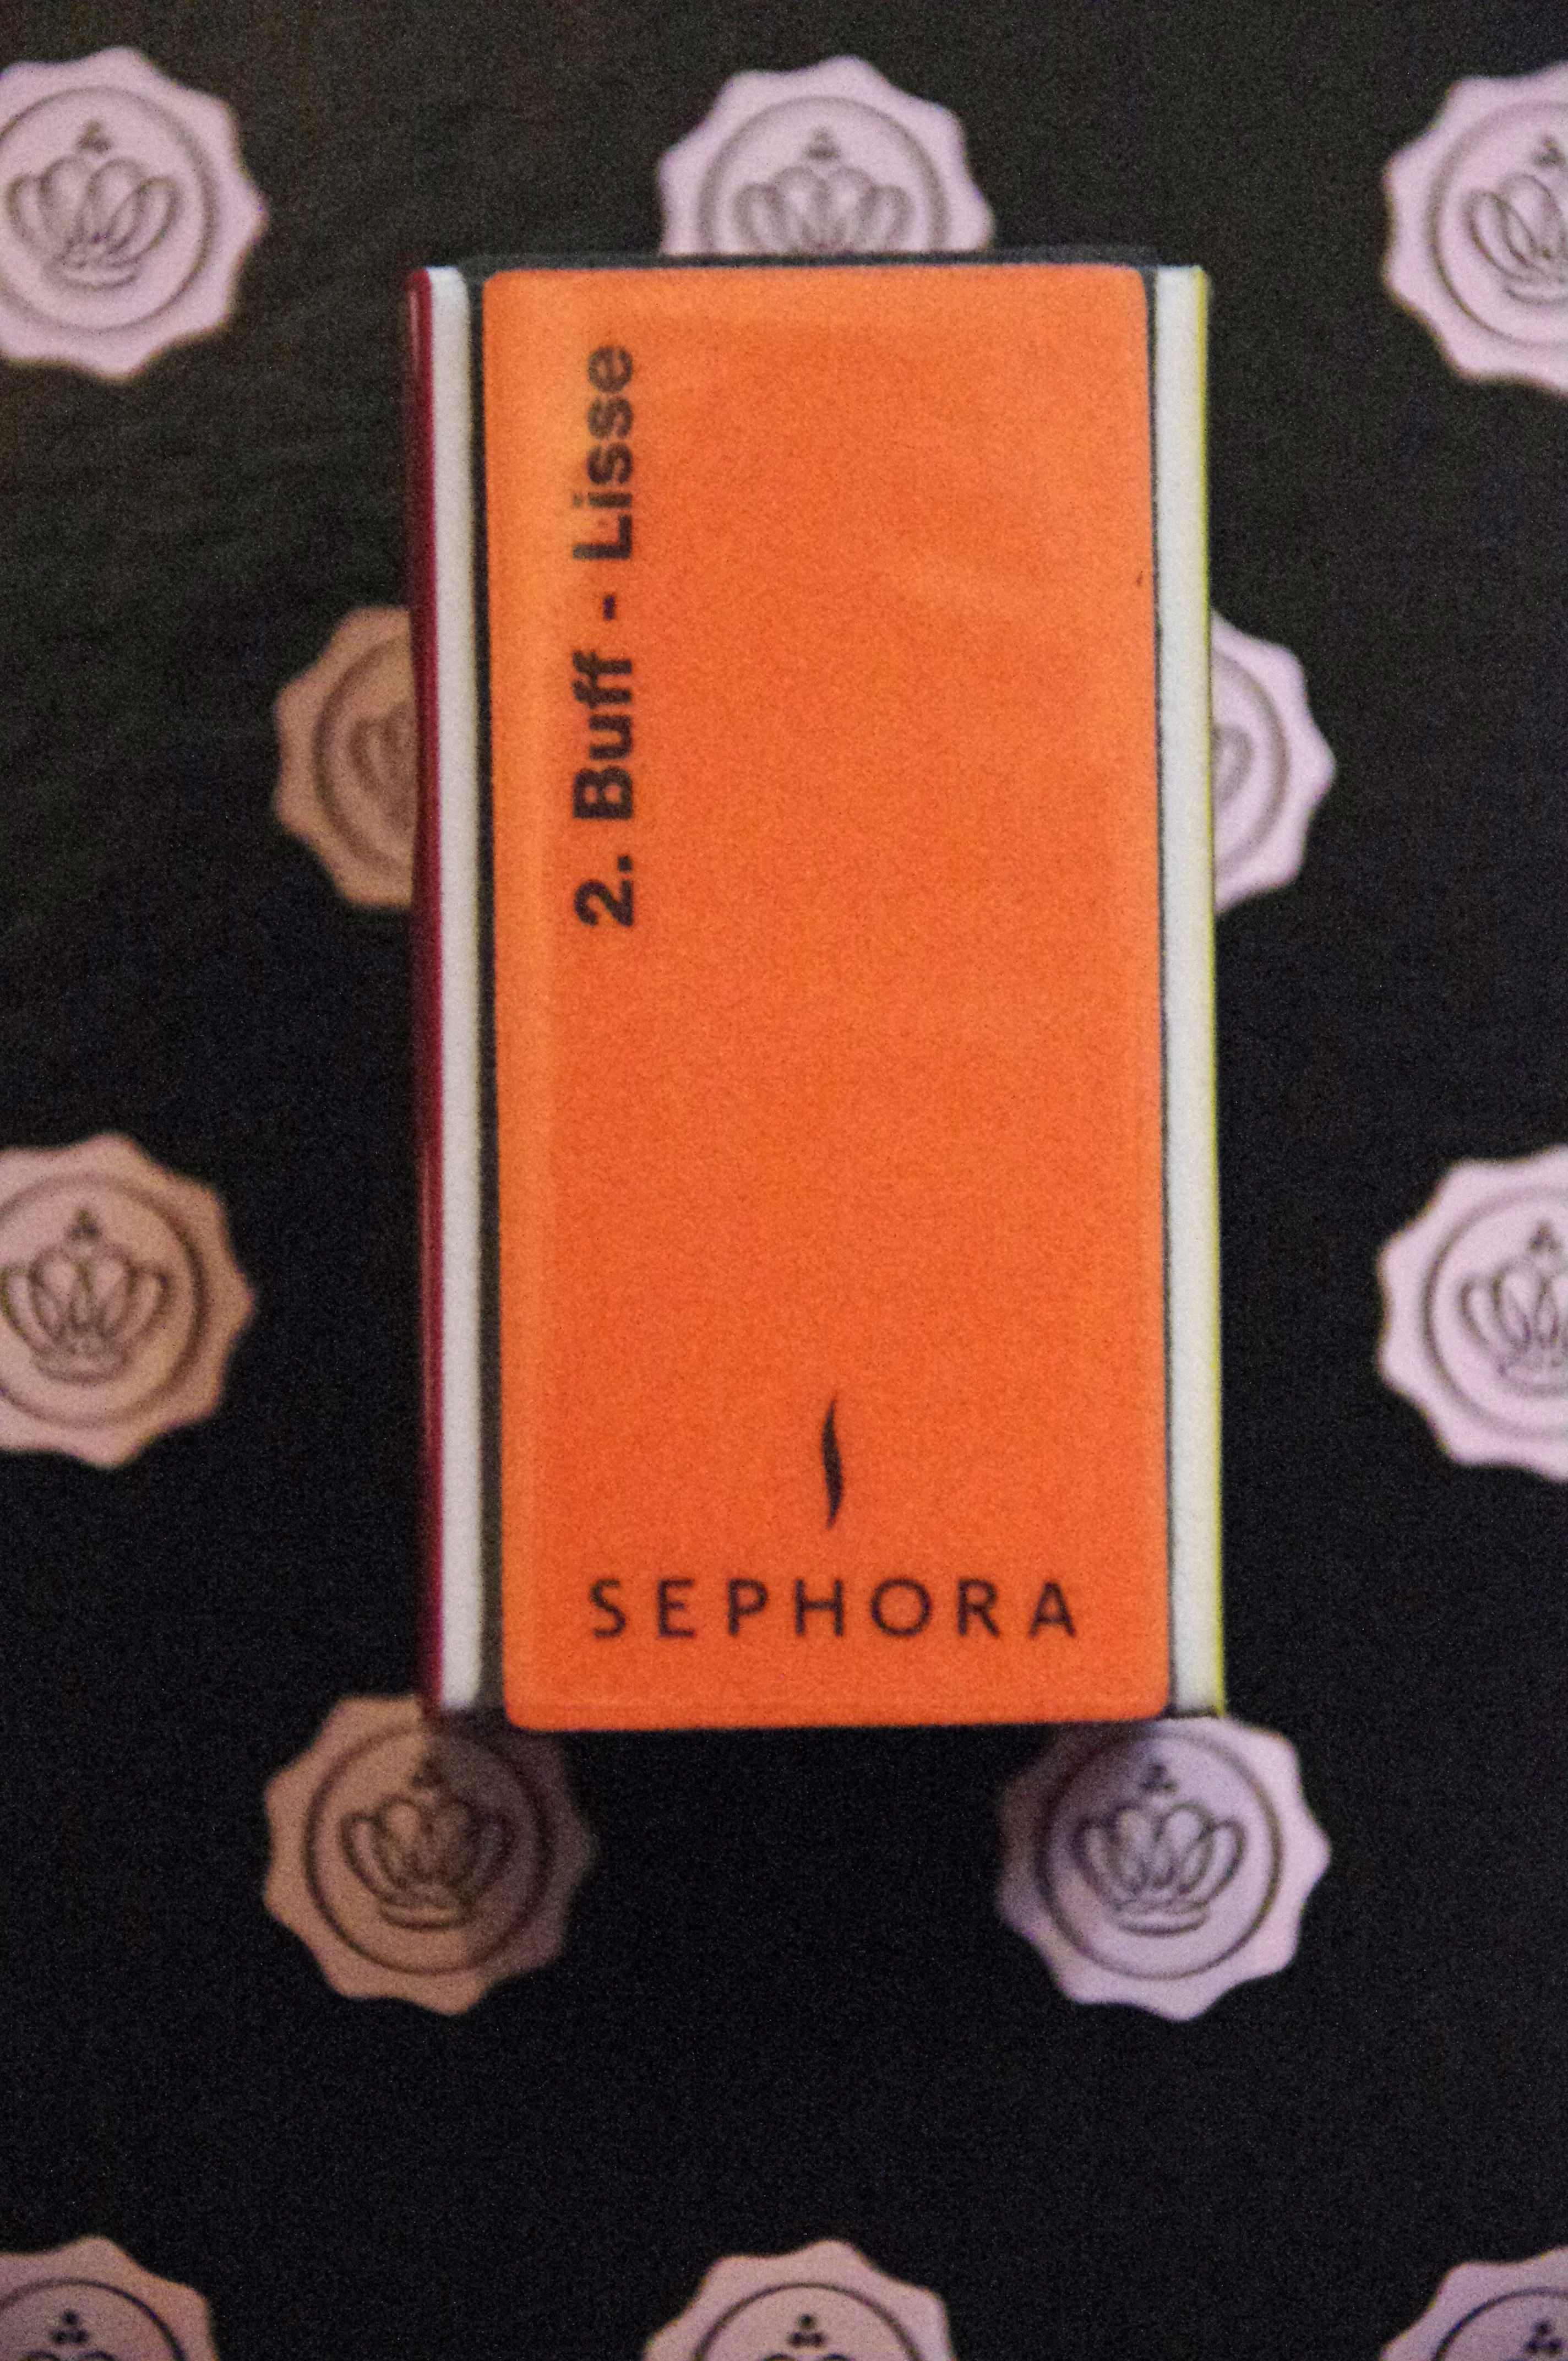 2. Buff - Lisse
SEPHORA